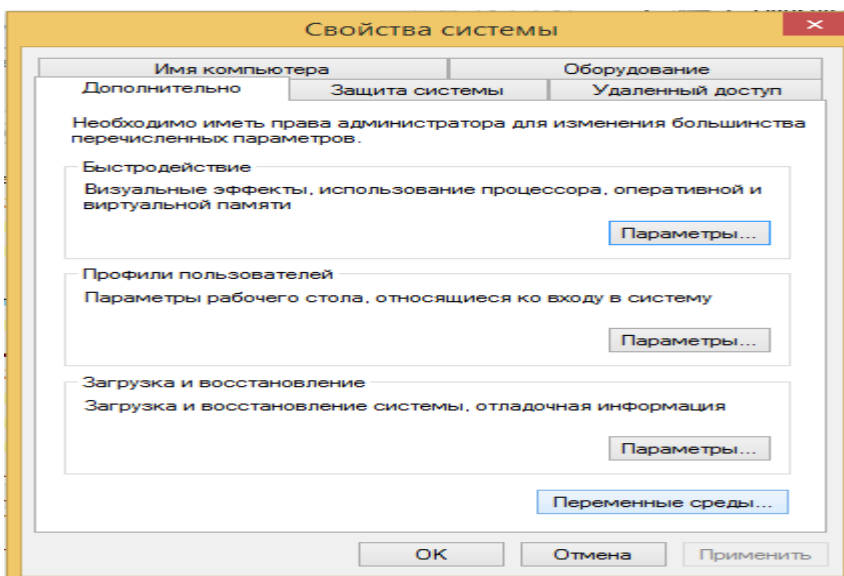 Свойства системы
Имя компьютера
Оборудование
Дополнительно
Защита системы
Удаленный доступ
Необходимо иметь права администратора для изменения большинства
перечисленных параметров.
Быстродействие
Визуальные эффекты, использование процессора, оперативной и
виртуальной памяти
Параметры...
Профили пользователей
Параметры рабочего стола, относящиеся ко входу в систему
Параметры...
Загрузка и восстановление
Загрузка и восстановление системы, отладочная информация
Параметры...
Переменные среды...
ОК
Отмена
Применить